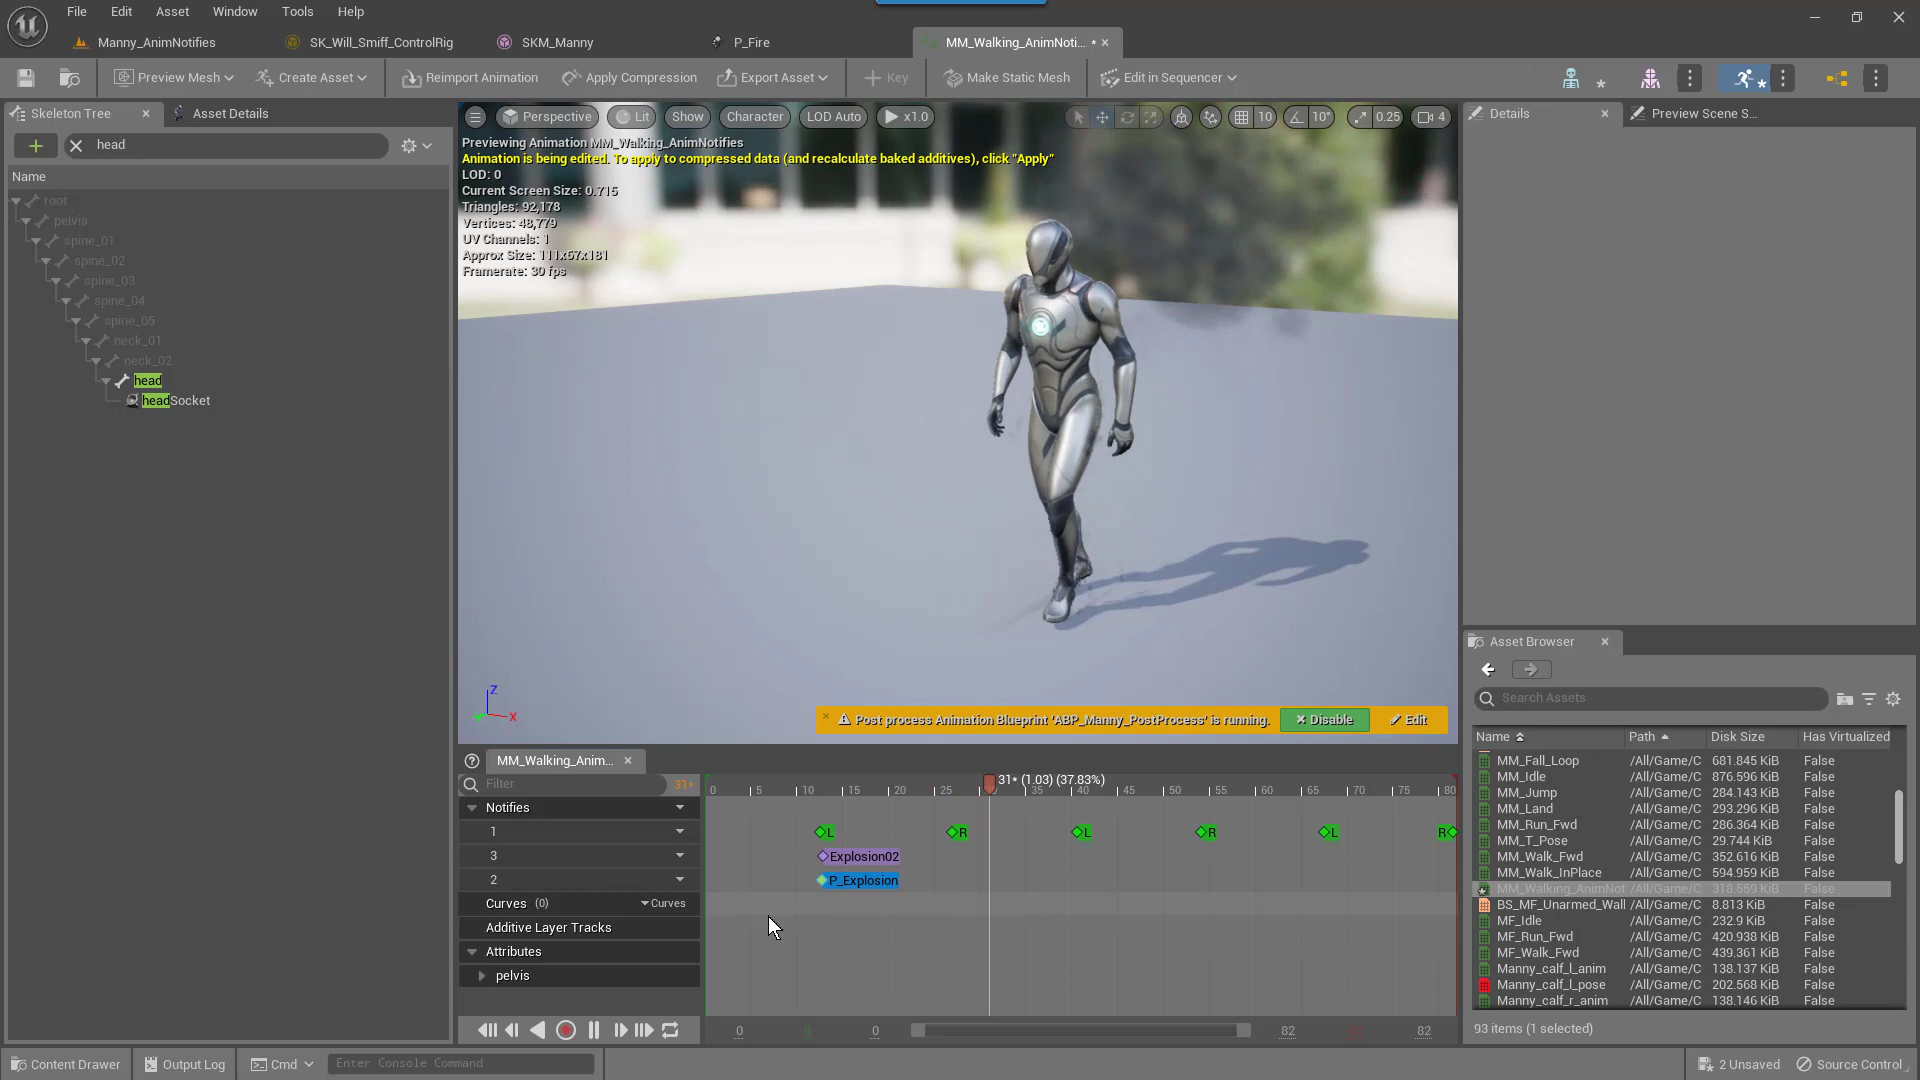 File Edit Asset Window Tools Help
Manny_AnimNotifies SK_Will_Smiff_ControlRig SKM_Manny P_Fire MM_Walking_AnimNoti... *
Preview Mesh Create Asset Reimport Animation Apply Compression Export Asset Key Make Static Mesh Edit in Sequencer
Skeleton Tree Asset Details
head
Name
root
pelvis
spine_01
spine_02
spine_03
spine_04
spine_05
neck_01
neck_02
head
headSocket
Perspective Lit Show Character LOD Auto x1.0 10 10° 0.25 4
Previewing Animation MM_Walking_AnimNotifies
Animation is being edited. To apply to compressed data (and recalculate baked additives), click "Apply"
LOD: 0
Current Screen Size: 0.715
Triangles: 92,178
Vertices: 48,779
UV Channels: 1
Approx Size: 111x67x181
Framerate: 30 fps
Z
X
Post process Animation Blueprint 'ABP_Manny_PostProcess' is running. Disable Edit
MM_Walking_Anim...
Filter 31*
31* (1.03) (37.83%)
0 5 10 15 20 25 35 40 45 50 55 60 65 70 75 80
Notifies
1 L R L R L R
3 Explosion02
2 P_Explosion
Curves (0) Curves
Additive Layer Tracks
Attributes
pelvis
0 0 0 82 82
Details Preview Scene S...
Asset Browser
Search Assets
Name Path Disk Size Has Virtualized
MM_Fall_Loop /All/Game/C 681.845 KiB False
MM_Idle /All/Game/C 876.596 KiB False
MM_Jump /All/Game/C 284.143 KiB False
MM_Land /All/Game/C 293.296 KiB False
MM_Run_Fwd /All/Game/C 286.364 KiB False
MM_T_Pose /All/Game/C 29.744 KiB False
MM_Walk_Fwd /All/Game/C 352.616 KiB False
MM_Walk_InPlace /All/Game/C 594.959 KiB False
MM_Walking_AnimNot /All/Game/C 318.559 KiB False
BS_MF_Unarmed_Wall /All/Game/C 8.813 KiB False
MF_Idle /All/Game/C 232.9 KiB False
MF_Run_Fwd /All/Game/C 420.938 KiB False
MF_Walk_Fwd /All/Game/C 439.361 KiB False
Manny_calf_l_anim /All/Game/C 138.137 KiB False
Manny_calf_l_pose /All/Game/C 202.568 KiB False
Manny_calf_r_anim /All/Game/C 138.146 KiB False
93 items (1 selected)
Content Drawer Output Log Cmd Enter Console Command 2 Unsaved Source Control